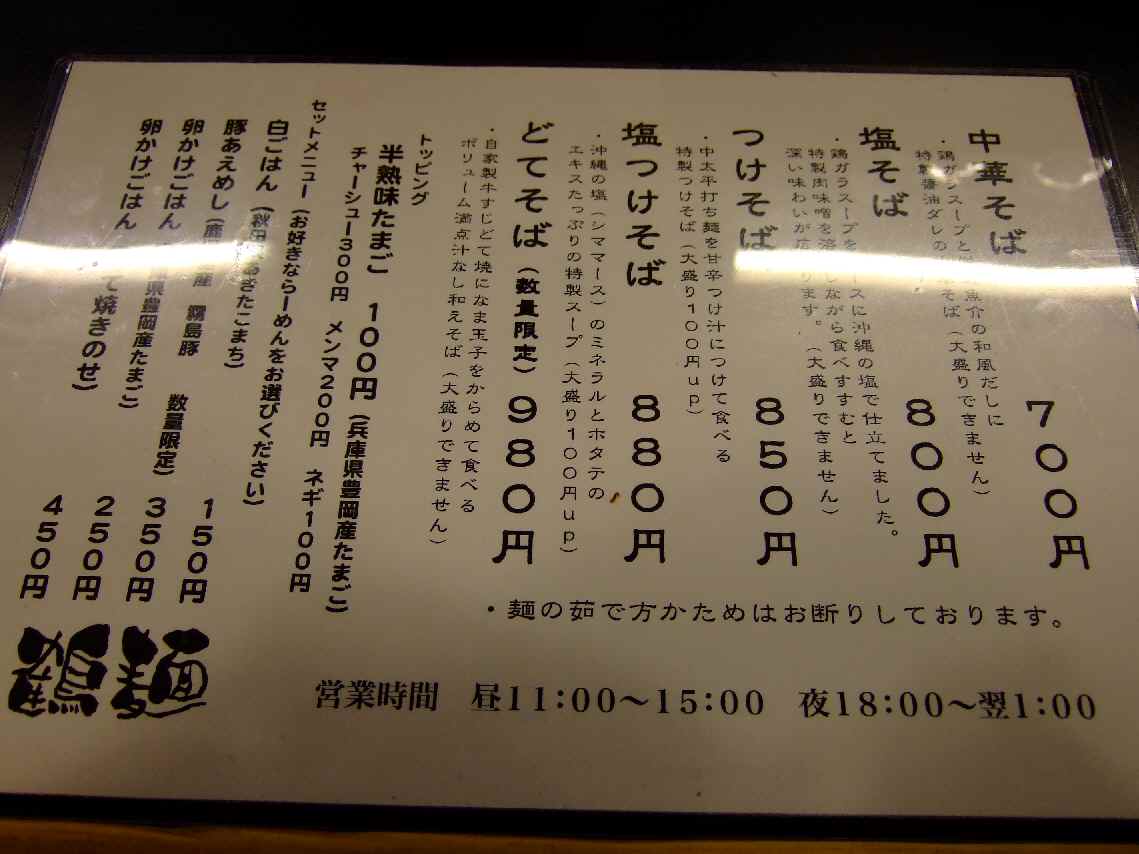 中華そば 700円
・鶏ガラスープと魚介の和風だしに
特製醤油ダレの そば(大盛りできません)
塩そば 800円
・鶏ガラスープを ースに沖縄の塩で仕立てました。
特製肉味噌を溶 しながら食べすすむと
深い味わいが広 ります。(大盛りできません)
つけそば 850円
・中太平打ち麺を甘辛つけ汁につけて食べる
特製つけそば(大盛り100円up)
塩つけそば 880円
・沖縄の塩(シママース)のミネラルとホタテの
エキスたっぷりの特製スープ(大盛り100円up)
どてそば(数量限定) 980円
・自家製牛すじどて焼になま玉子をからめて食べる
ボリューム満点汁なし和えそば(大盛りできません)
トッピング
半熟味たまご 100円(兵庫県豊岡産たまご)
チャーシュー300円 メンマ200円 ネギ100円
セットメニュー(お好きならーめんをお選びください)
白ごはん(秋田 あきたこまち) 150円
豚あえめし( 産 霧島豚 数量限定) 350円
卵かけごはん 県豊岡産たまご) 250円
卵かけごはん て焼きのせ) 450円
・麺の茹で方かためはお断りしております。
営業時間 昼11:00〜15:00 夜18:00〜翌1:00